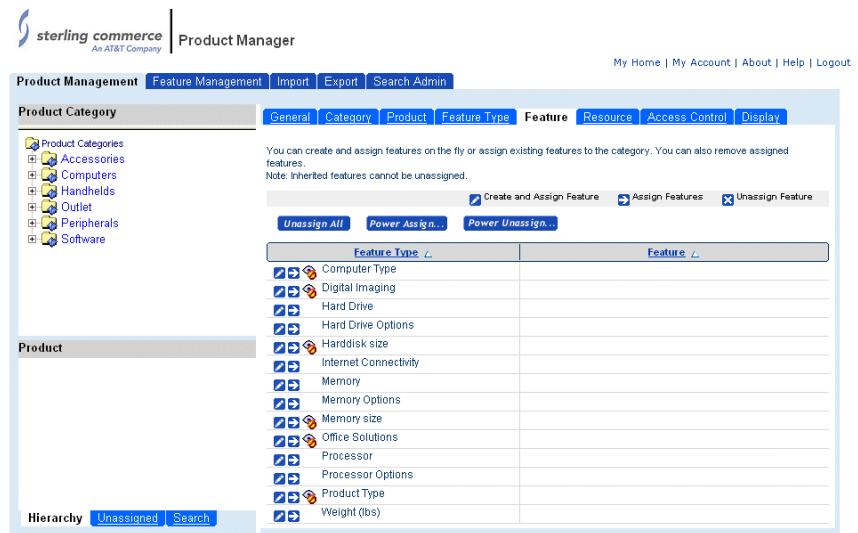 sterling commerce
An AT&T Company
Product Manager
My Home | My Account | About | Help | Logout
Product Management Feature Management Import Export Search Admin
Product Category
Product Categories
Accessories
Computers
Handhelds
Outlet
Peripherals
Software
Product
Hierarchy Unassigned Search
General Category Product Feature Type Feature Resource Access Control Display
You can create and assign features on the fly or assign existing features to the category. You can also remove assigned
features.
Note: Inherited features cannot be unassigned.
Create and Assign Feature Assign Features Unassign Feature
Unassign All Power Assign... Power Unassign...
Feature Type Feature
Computer Type
Digital Imaging
Hard Drive
Hard Drive Options
Harddisk size
Internet Connectivity
Memory
Memory Options
Memory size
Office Solutions
Processor
Processor Options
Product Type
Weight (lbs)